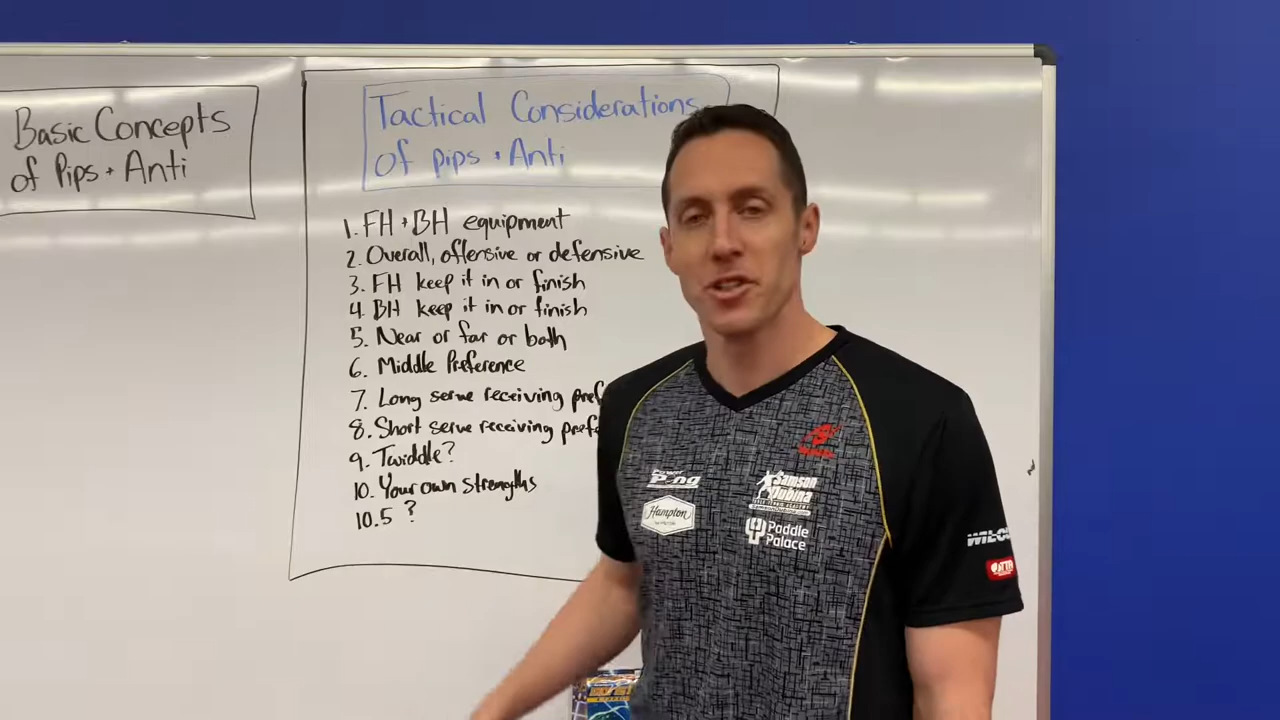 Basic Concepts
of Pips + Anti
Tactical Considerations
of pips + Anti
1. FH + BH equipment
2. Overall, offensive or defensive
3. FH keep it in or finish
4. BH keep it in or finish
5. Near or far or both
6. Middle Preference
7. Long serve receiving pref
8. Short serve receiving pref
9. Twiddle?
10. Your own strengths
10.5 ?
Power
Pong
Samson
Dubina
Hampton
Paddle
Palace